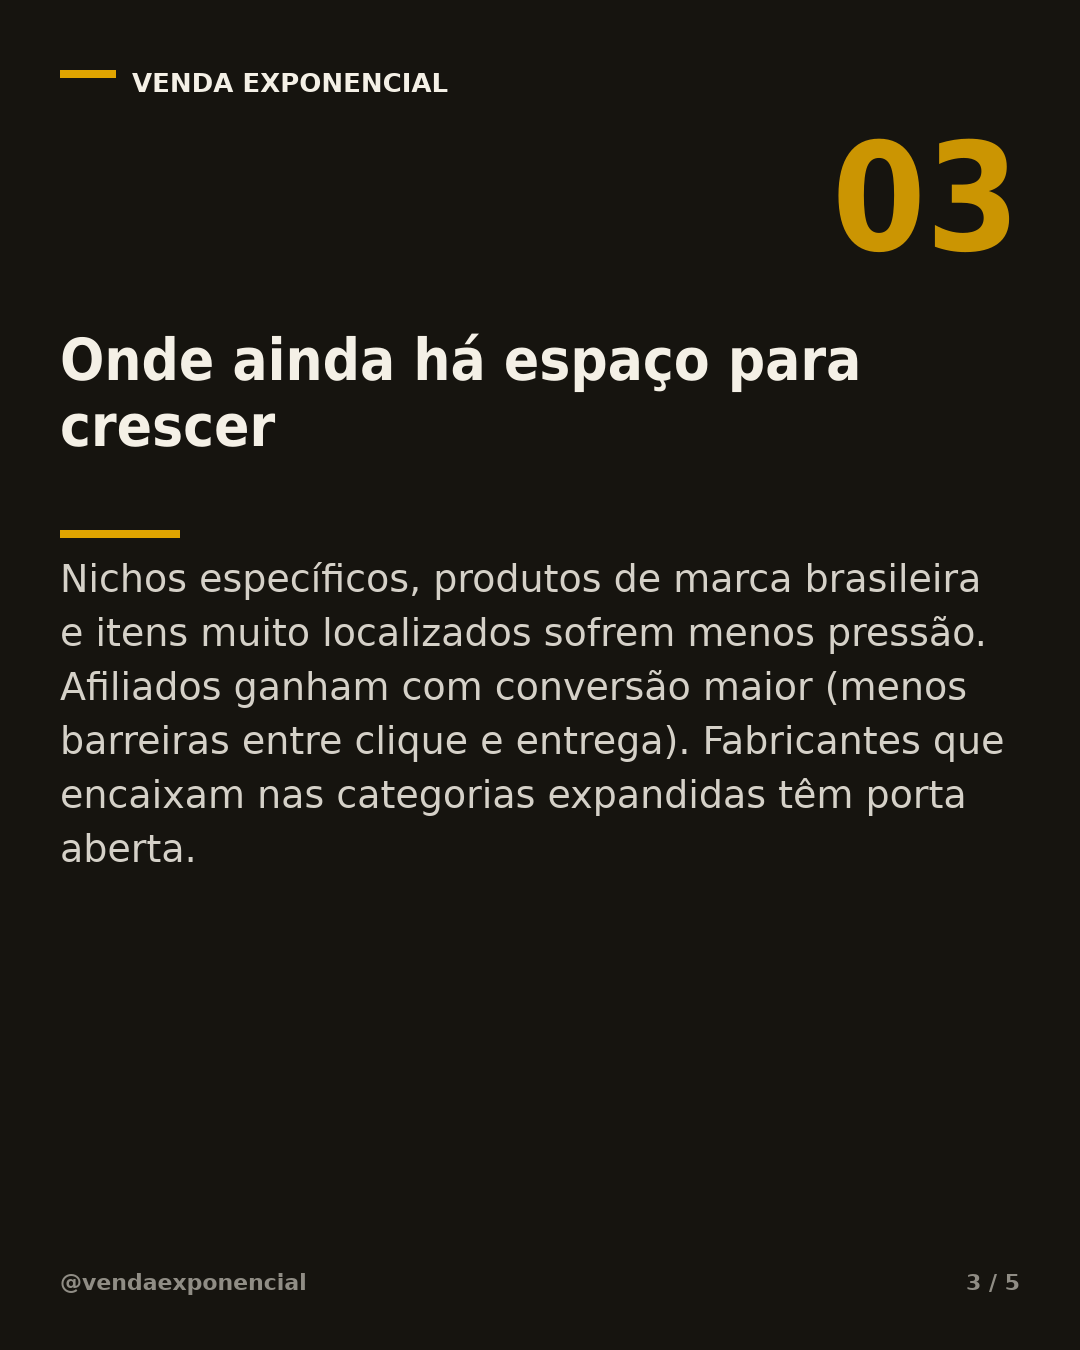 VENDA EXPONENCIAL
03
Onde ainda há espaço para
crescer
Nichos específicos, produtos de marca brasileira
e itens muito localizados sofrem menos pressão.
Afiliados ganham com conversão maior (menos
barreiras entre clique e entrega). Fabricantes que
encaixam nas categorias expandidas têm porta
aberta.
@vendaexponencial
3 / 5